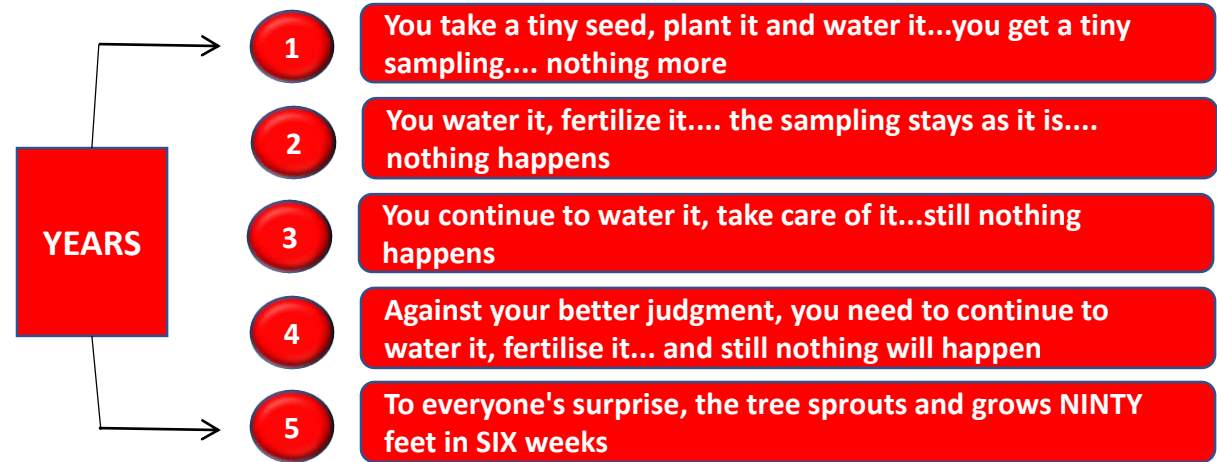 YEARS
1
You take a tiny seed, plant it and water it...you get a tiny
sampling.... nothing more
2
You water it, fertilize it.... the sampling stays as it is....
nothing happens
3
You continue to water it, take care of it...still nothing
happens
4
Against your better judgment, you need to continue to
water it, fertilise it... and still nothing will happen
5
To everyone's surprise, the tree sprouts and grows NINTY
feet in SIX weeks